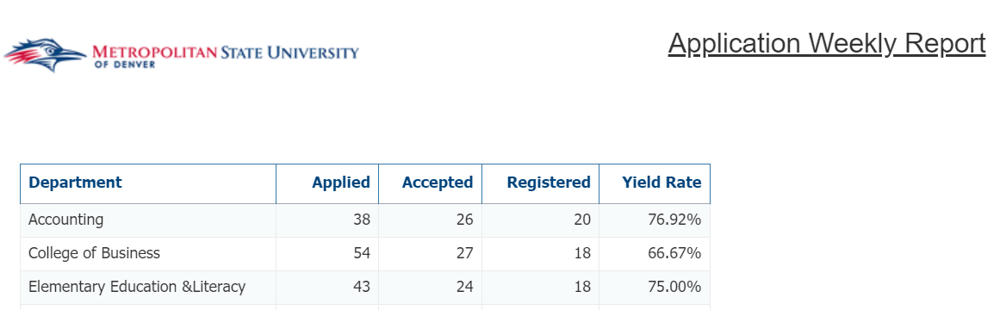 METROPOLITAN STATE UNIVERSITY
OF DENVER
Application Weekly Report
Department Applied Accepted Registered Yield Rate
Accounting 38 26 20 76.92%
College of Business 54 27 18 66.67%
Elementary Education &Literacy 43 24 18 75.00%